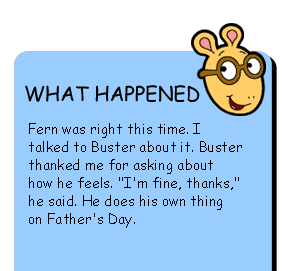 WHAT HAPPENED
Fern was right this time. I
talked to Buster about it. Buster
thanked me for asking about
how he feels. "I'm fine, thanks,"
he said. He does his own thing
on Father's Day.